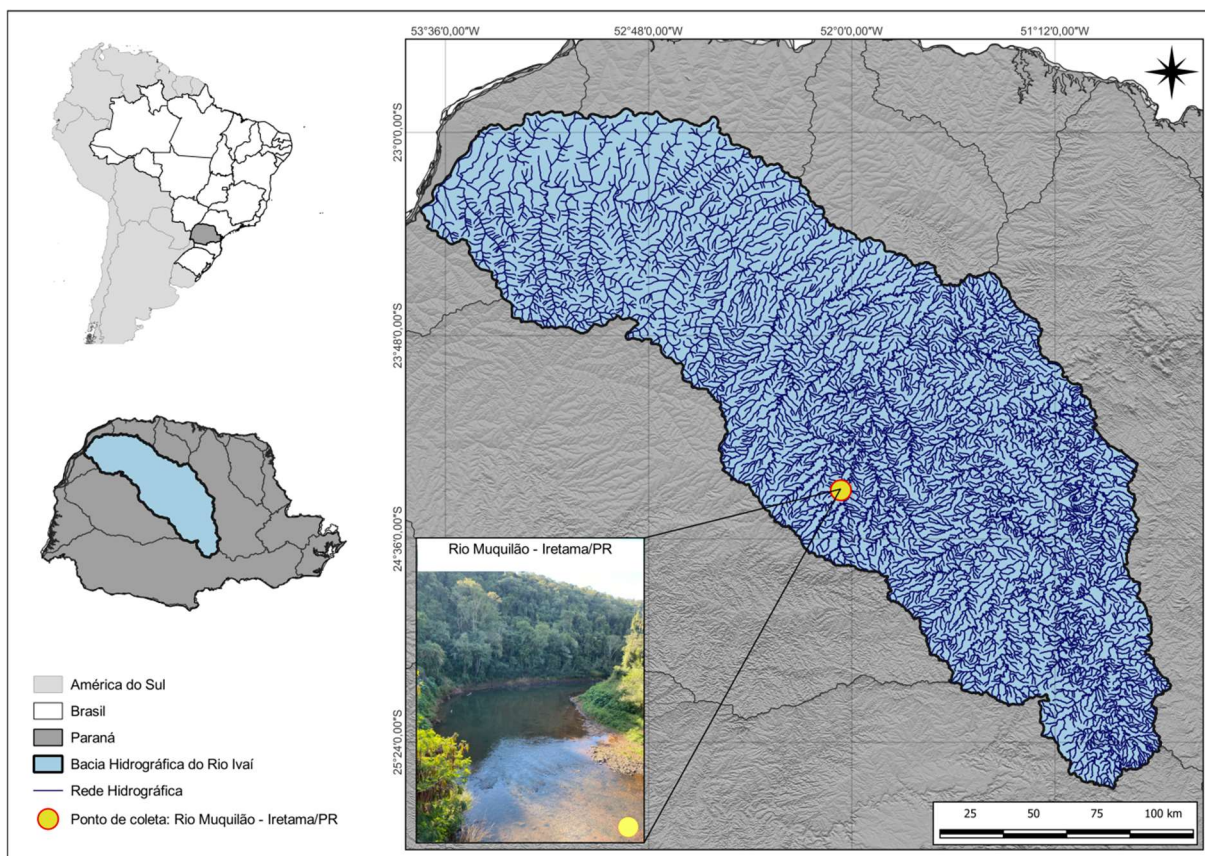 53°36'0,00"W
52°48'0,00"W
52°0'0,00"W
51°12'0,00"W
23°0'0,00"S
23°48'0,00"S
24°36'0,00"S
25°24'0,00"S
Rio Muquilão - Iretama/PR
América do Sul
Brasil
Paraná
Bacia Hidrográfica do Rio Ivaí
Rede Hidrográfica
Ponto de coleta: Rio Muquilão - Iretama/PR
25 50 75 100 km